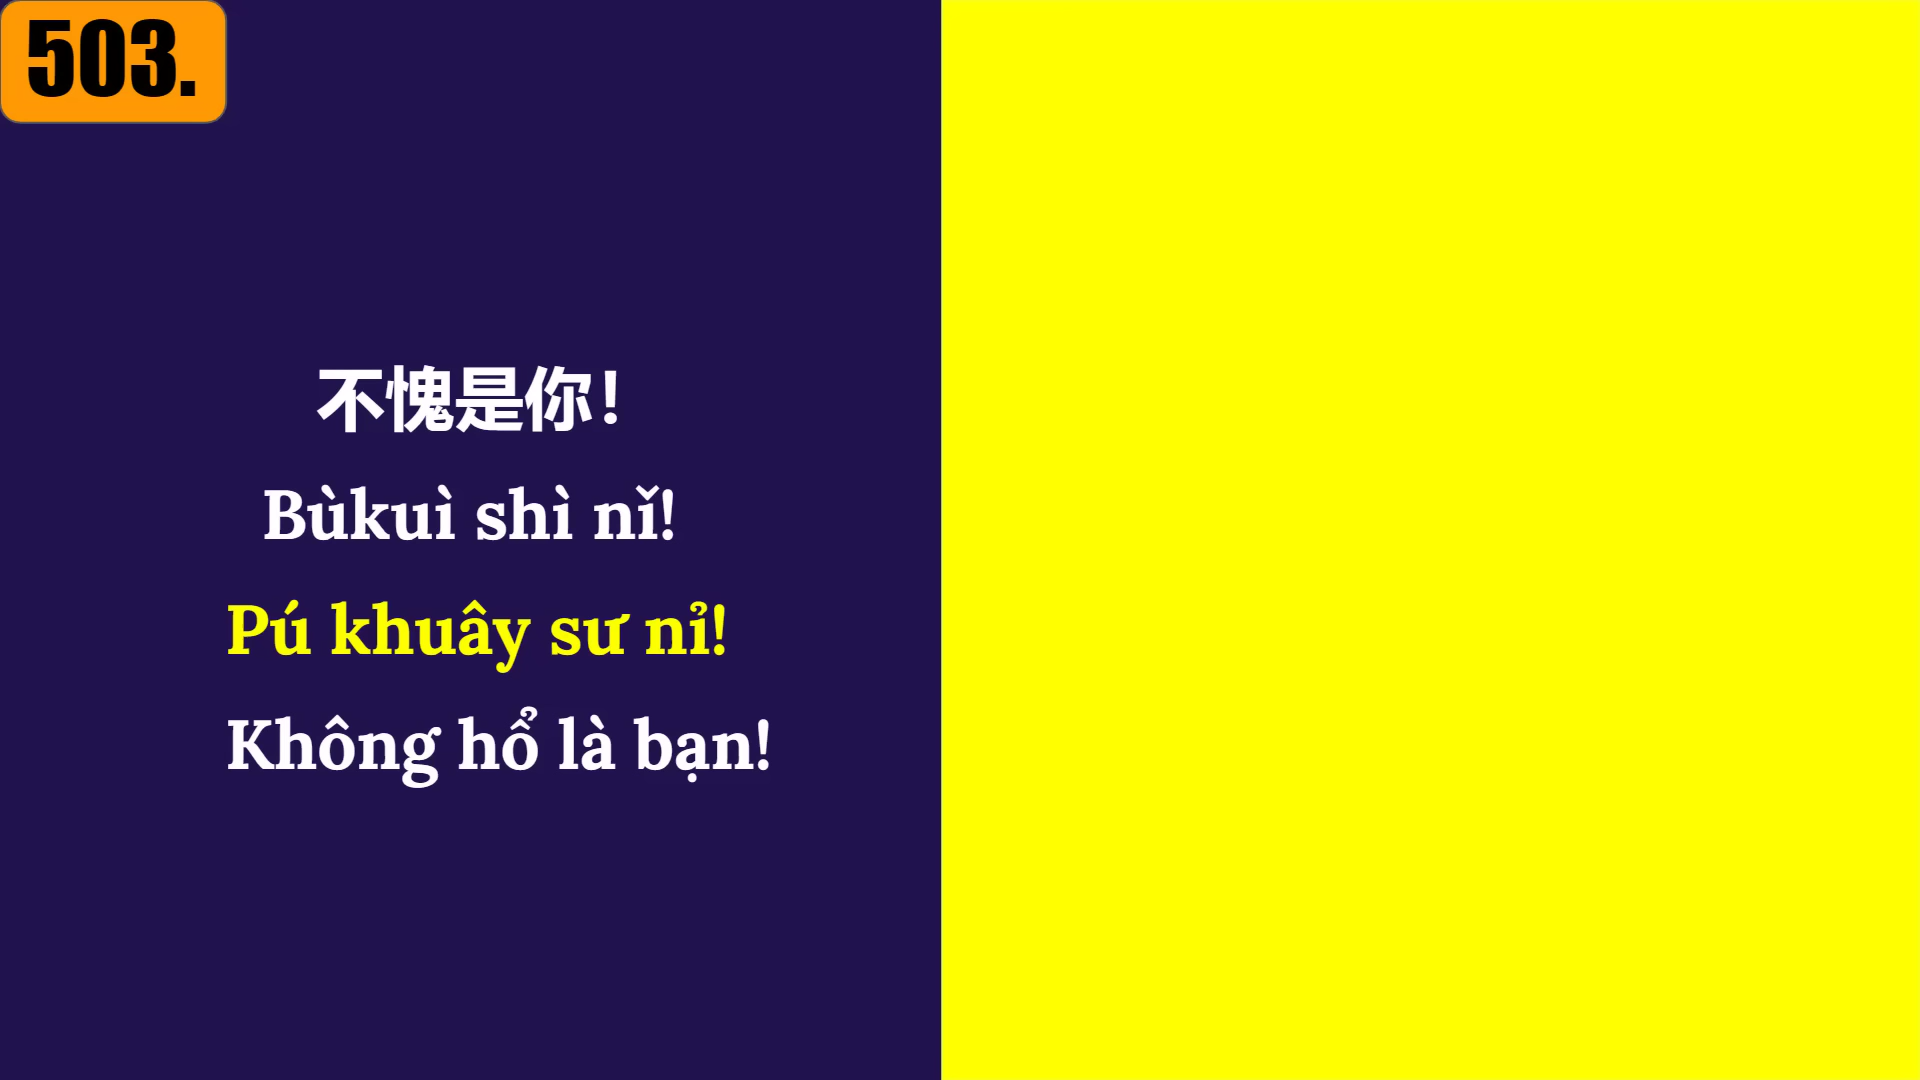 503.
不愧是你！
Bùkuì shì nǐ!
Pú khuây sư nỉ!
Không hổ là bạn!